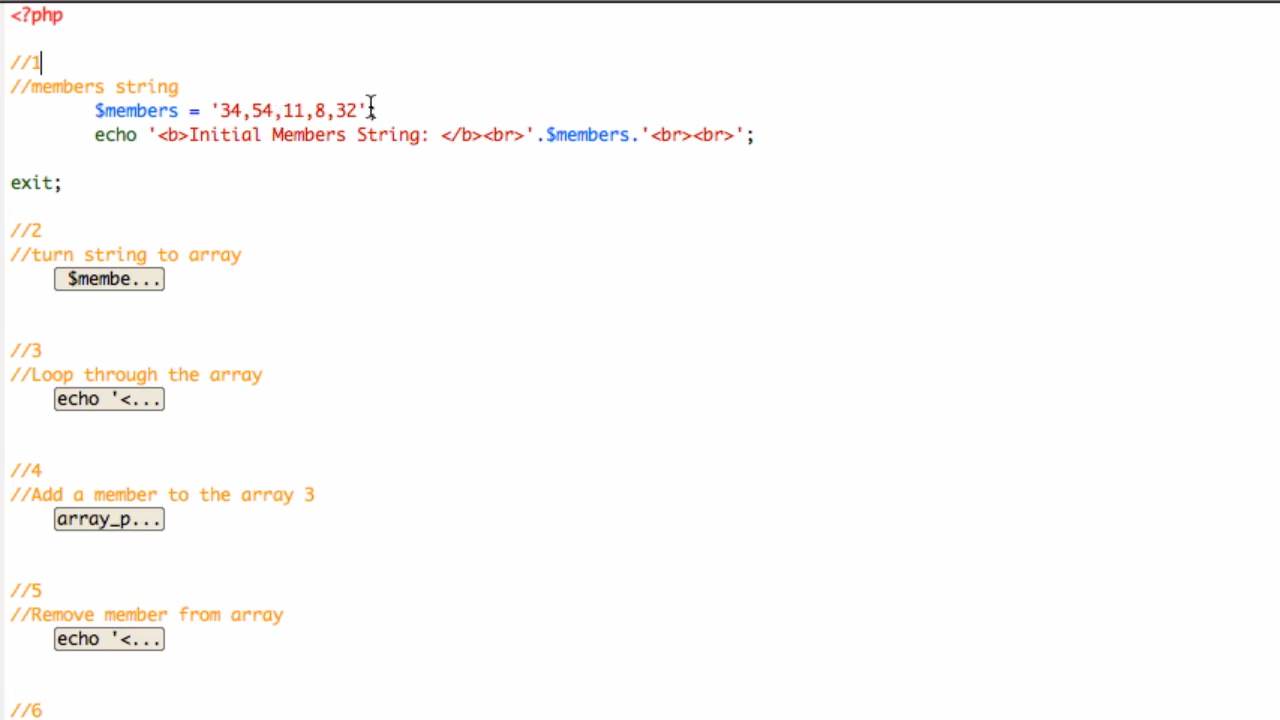 <?php
//1
//members string
$members = '34,54,11,8,32';
echo '<b>Initial Members String: </b><br>'.$members.'<br><br>';
exit;
//2
//turn string to array
$membe...
//3
//Loop through the array
echo '<...
//4
//Add a member to the array 3
array_p...
//5
//Remove member from array
echo '<...
//6